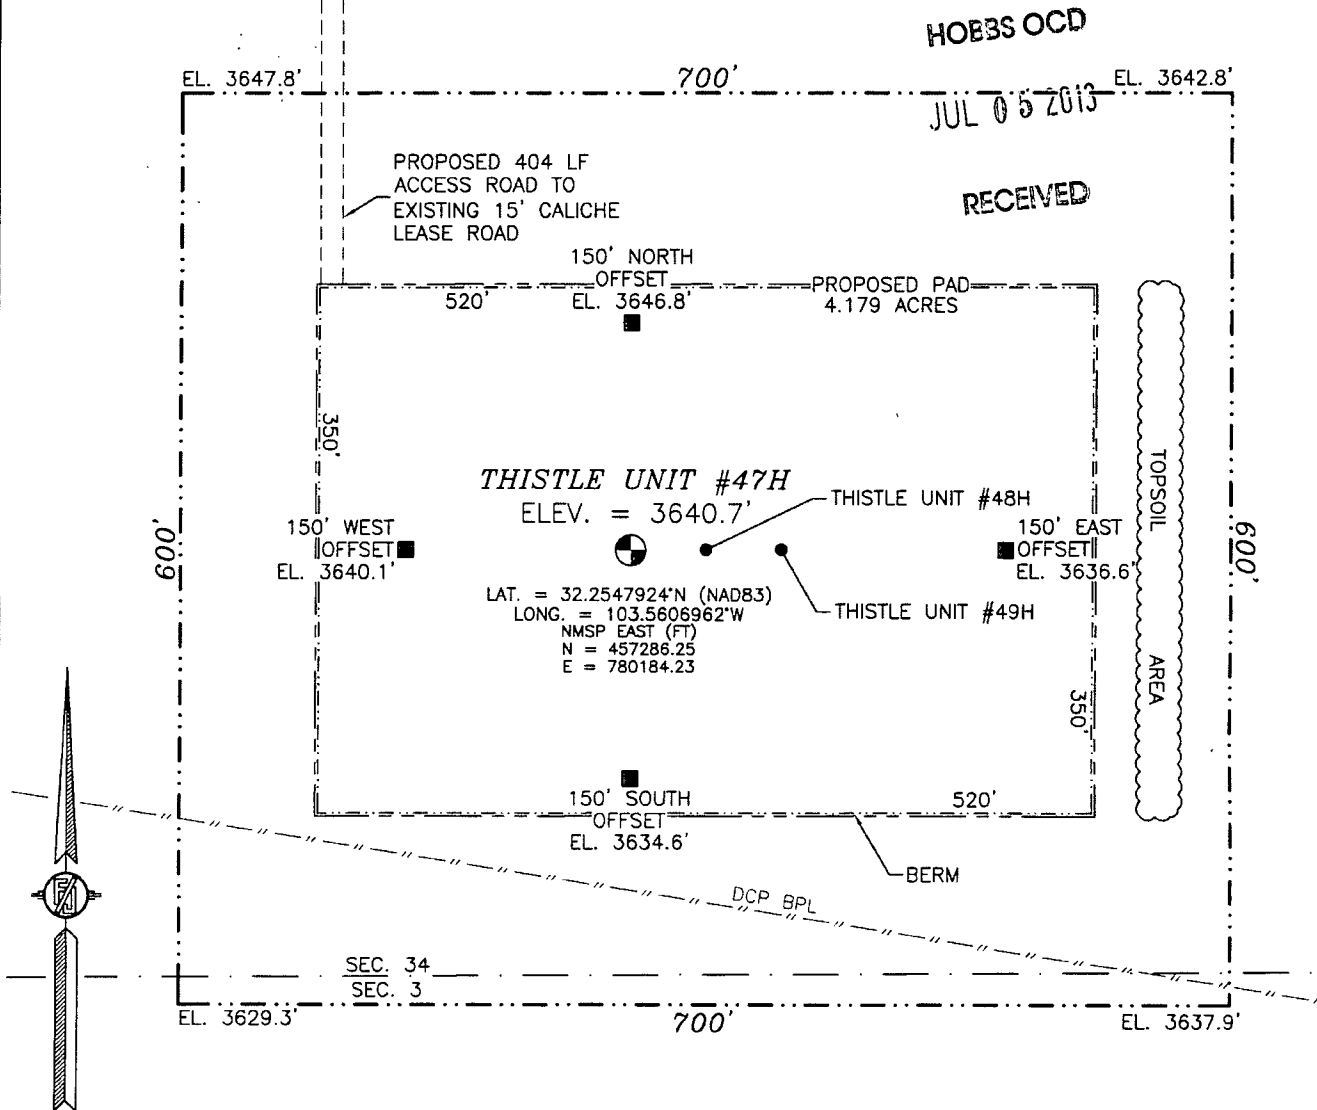 HOBBS OCD
JUL 05 2013
RECEIVED
EL. 3647.8'
700'
EL. 3642.8'
PROPOSED 404 LF
ACCESS ROAD TO
EXISTING 15' CALICHE
LEASE ROAD
150' NORTH
OFFSET
EL. 3646.8'
520'
PROPOSED PAD
4.179 ACRES
350'
THISTLE UNIT #47H
ELEV. = 3640.7'
THISTLE UNIT #48H
TOPSOIL AREA
600'
150' WEST
OFFSET
EL. 3640.1'
150' EAST
OFFSET
EL. 3636.6'
600'
LAT. = 32.2547924°N (NAD83)
LONG. = 103.5606962°W
NMSP EAST (FT)
N = 457286.25
E = 780184.23
THISTLE UNIT #49H
350'
150' SOUTH
OFFSET
EL. 3634.6'
520'
BERM
DCP BPL
SEC. 34
SEC. 3
EL. 3629.3'
700'
EL. 3637.9'